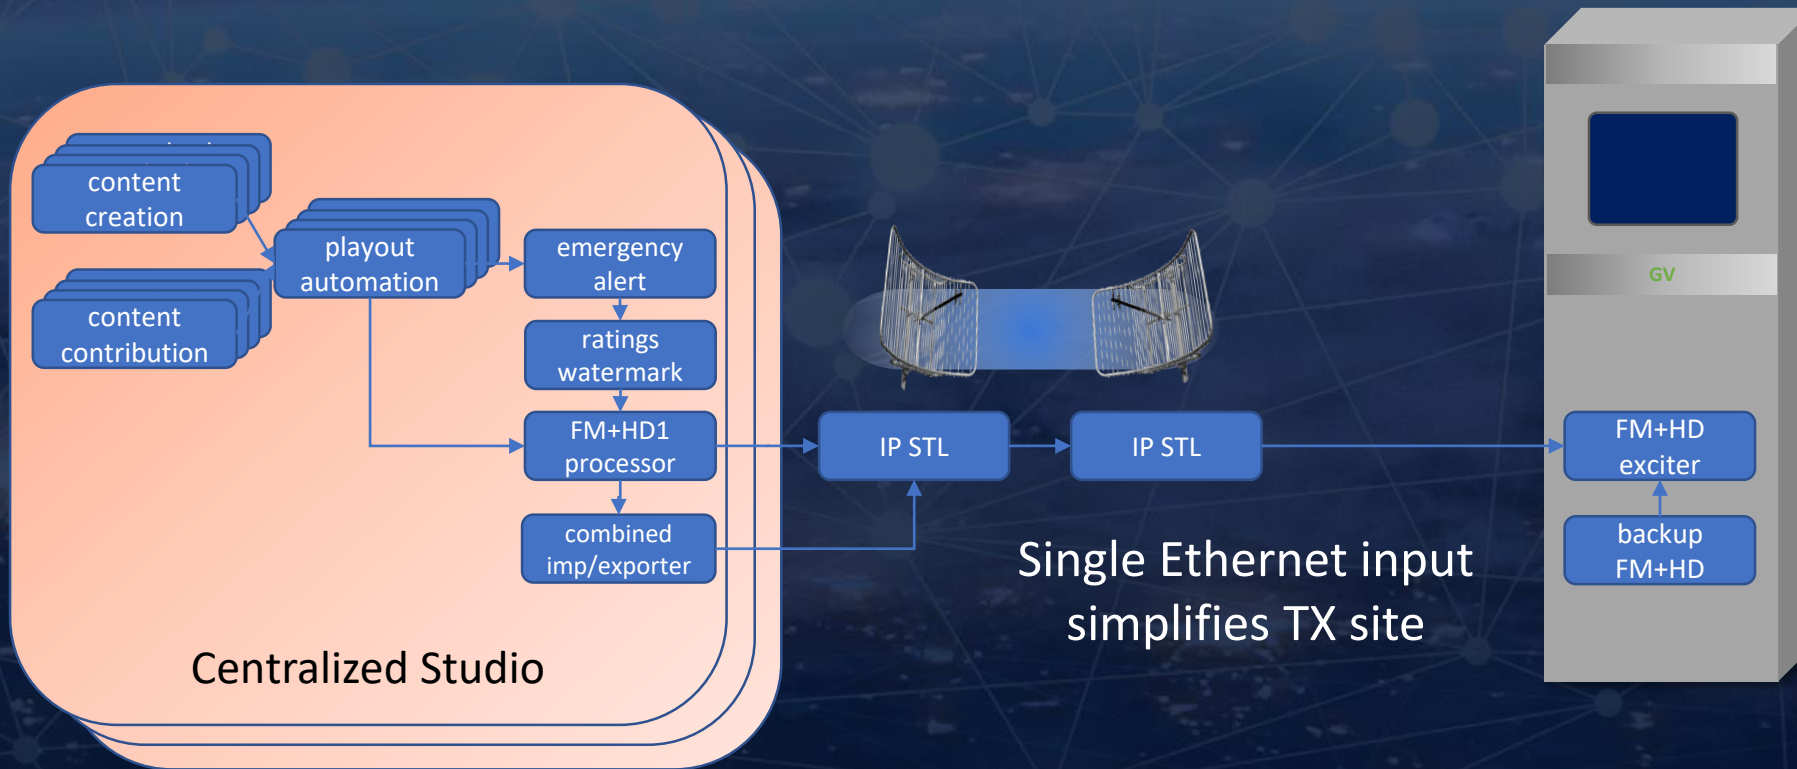 content
creation
content
contribution
playout
automation
emergency
alert
ratings
watermark
FM+HD1
processor
combined
imp/exporter
Centralized Studio
IP STL
IP STL
Single Ethernet input
simplifies TX site
GV
FM+HD
exciter
backup
FM+HD